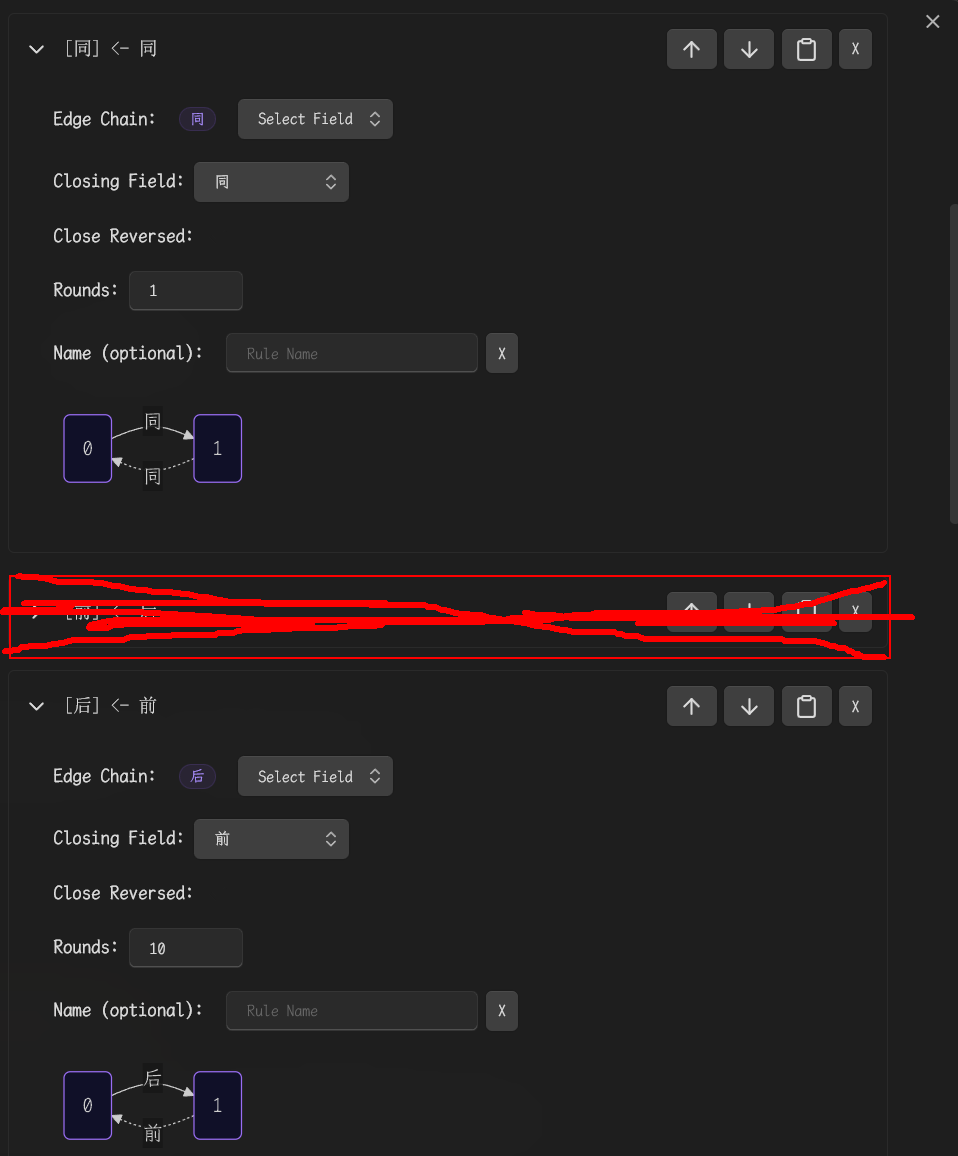 [同] <- 同
X
Edge Chain: 同 Select Field
Closing Field: 同
Close Reversed:
Rounds: 1
Name (optional): Rule Name X
同
0 1
同
X
[后] <- 前
X
Edge Chain: 后 Select Field
Closing Field: 前
Close Reversed:
Rounds: 10
Name (optional): Rule Name X
后
0 1
前